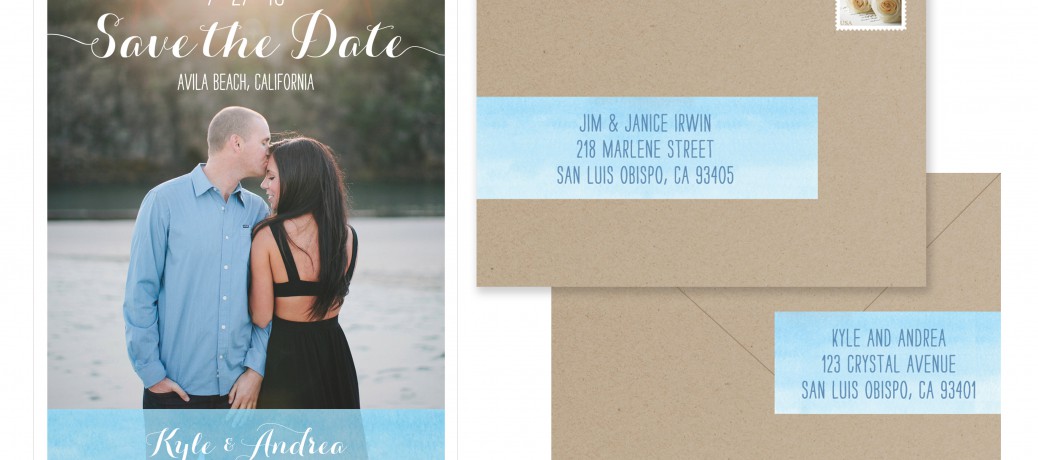 Save the Date
AVILA BEACH, CALIFORNIA
Kyle & Andrea
USA
JIM & JANICE IRWIN
218 MARLENE STREET
SAN LUIS OBISPO, CA 93405
KYLE AND ANDREA
123 CRYSTAL AVENUE
SAN LUIS OBISPO, CA 93401